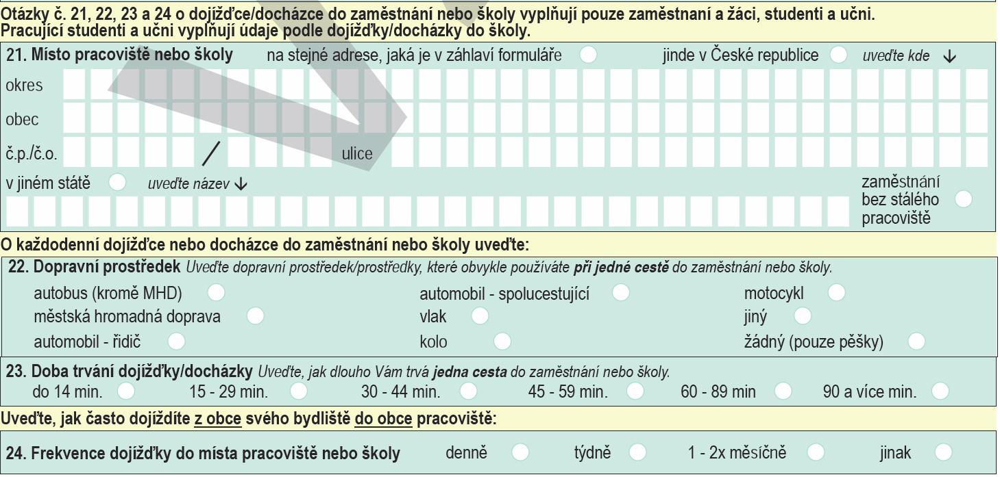 Otázky č. 21, 22, 23 a 24 o dojížďce/docházce do zaměstnání nebo školy vyplňují pouze zaměstnaní a žáci, studenti a učni.
Pracující studenti a učni vyplňují údaje podle dojížďky/docházky do školy.
21. Místo pracoviště nebo školy na stejné adrese, jaká je v záhlaví formuláře jinde v České republice uveďte kde ↓
okres
obec
č.p./č.o. / ulice
v jiném státě uveďte název ↓ zaměstnání
bez stálého
pracoviště
O každodenní dojížďce nebo docházce do zaměstnání nebo školy uveďte:
22. Dopravní prostředek Uveďte dopravní prostředek/prostředky, které obvykle používáte při jedné cestě do zaměstnání nebo školy.
autobus (kromě MHD) automobil - spolucestující motocykl
městská hromadná doprava vlak jiný
automobil - řidič kolo žádný (pouze pěšky)
23. Doba trvání dojížďky/docházky Uveďte, jak dlouho Vám trvá jedna cesta do zaměstnání nebo školy.
do 14 min. 15 - 29 min. 30 - 44 min. 45 - 59 min. 60 - 89 min 90 a více min.
Uveďte, jak často dojíždíte z obce svého bydliště do obce pracoviště:
24. Frekvence dojížďky do místa pracoviště nebo školy denně týdně 1 - 2x měsíčně jinak